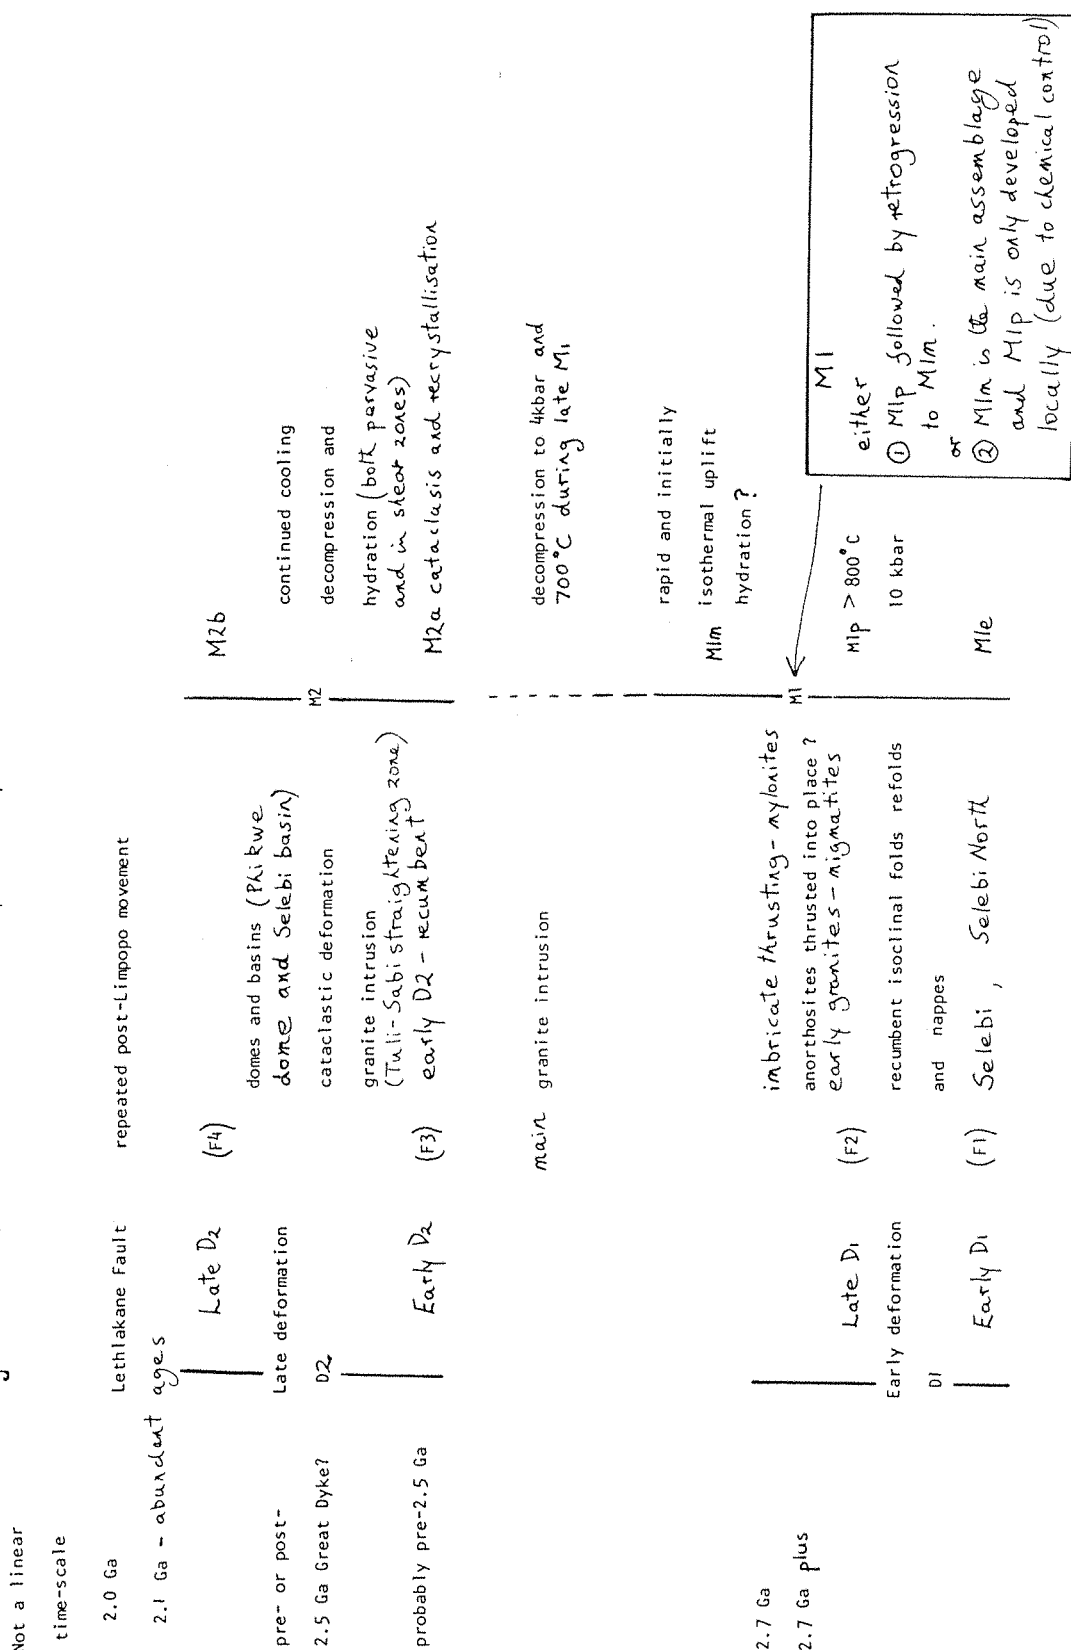 Not a linear
time-scale
2.0 Ga
2.1 Ga - abundant ages
pre- or post-
2.5 Ga Great Dyke?
probably pre-2.5 Ga
2.7 Ga
2.7 Ga plus
Lethlakane Fault
Late D2
Late deformation
D2
Early D2
Late D1
Early deformation
D1
Early D1
repeated post-Limpopo movement
(F4)
domes and basins (Phikwe
dome and Selebi basin)
cataclastic deformation
granite intrusion
(Tuli-Sabi straightening zone)
(F3) early D2 - recumbent
main granite intrusion
imbricate thrusting - mylonites
anorthosites thrusted into place?
(F2) early granites - migmatites
recumbent isoclinal folds refolds
and nappes
(F1) Selebi, Selebi North
M2
M1
M2b
continued cooling
decompression and
hydration (both pervasive
and in shear zones)
M2a cataclasis and recrystallisation
decompression to 4kbar and
700°C during late M1
rapid and initially
M1m isothermal uplift
hydration?
M1p > 800°C
10 kbar
M1e
M1
either
① M1p followed by retrogression
to M1m.
or
② M1m is the main assemblage
and M1p is only developed
locally (due to chemical control)